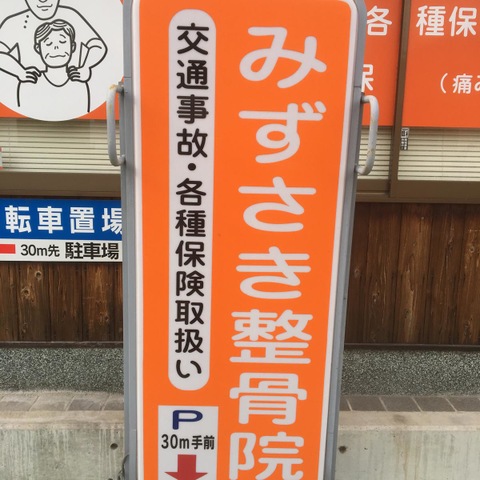 みずさき整骨院
交通事故・各種保険取扱い
P
30m手前
転車置場
30m先 駐車場
各 種保
保
（痛